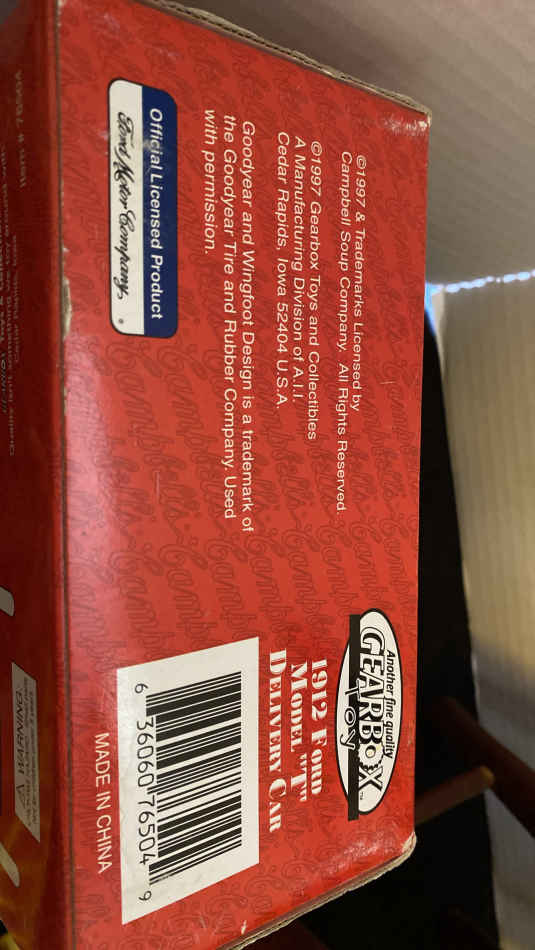 ©1997 & Trademarks Licensed by
Campbell Soup Company. All Rights Reserved.
©1997 Gearbox Toys and Collectibles
A Manufacturing Division of A.I.I.
Cedar Rapids, Iowa 52404 U.S.A.
Goodyear and Wingfoot Design is a trademark of
the Goodyear Tire and Rubber Company. Used
with permission.
Official Licensed Product
Ford Motor Company
Another fine quality
GEARBOX
Toy™
1912 FORD
MODEL "T"
DELIVERY CAR
6 36060 76504 9
MADE IN CHINA
Item # 76504
WARNING